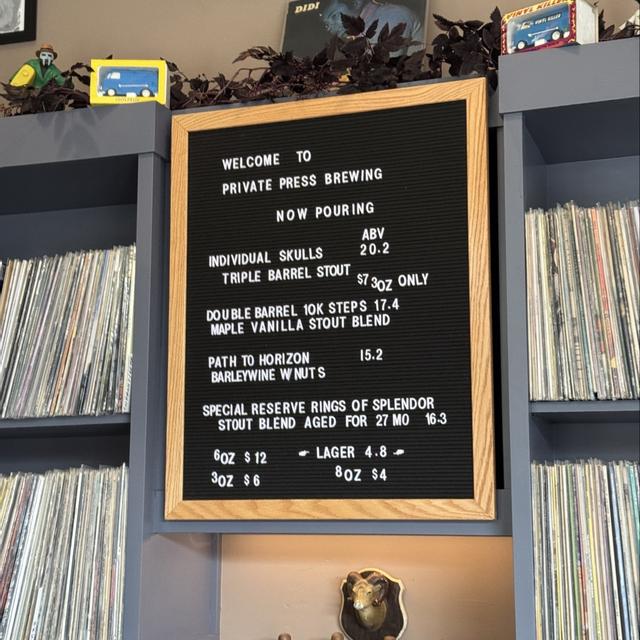 DIDI
VINYL KILLER
WELCOME TO
PRIVATE PRESS BREWING
NOW POURING
ABV
INDIVIDUAL SKULLS 20.2
TRIPLE BARREL STOUT
$7 3OZ ONLY
DOUBLE BARREL 10K STEPS 17.4
MAPLE VANILLA STOUT BLEND
PATH TO HORIZON 15.2
BARLEYWINE W/NUTS
SPECIAL RESERVE RINGS OF SPLENDOR
STOUT BLEND AGED FOR 27 MO 16.3
6OZ $12 LAGER 4.8
3OZ $6 8OZ $4